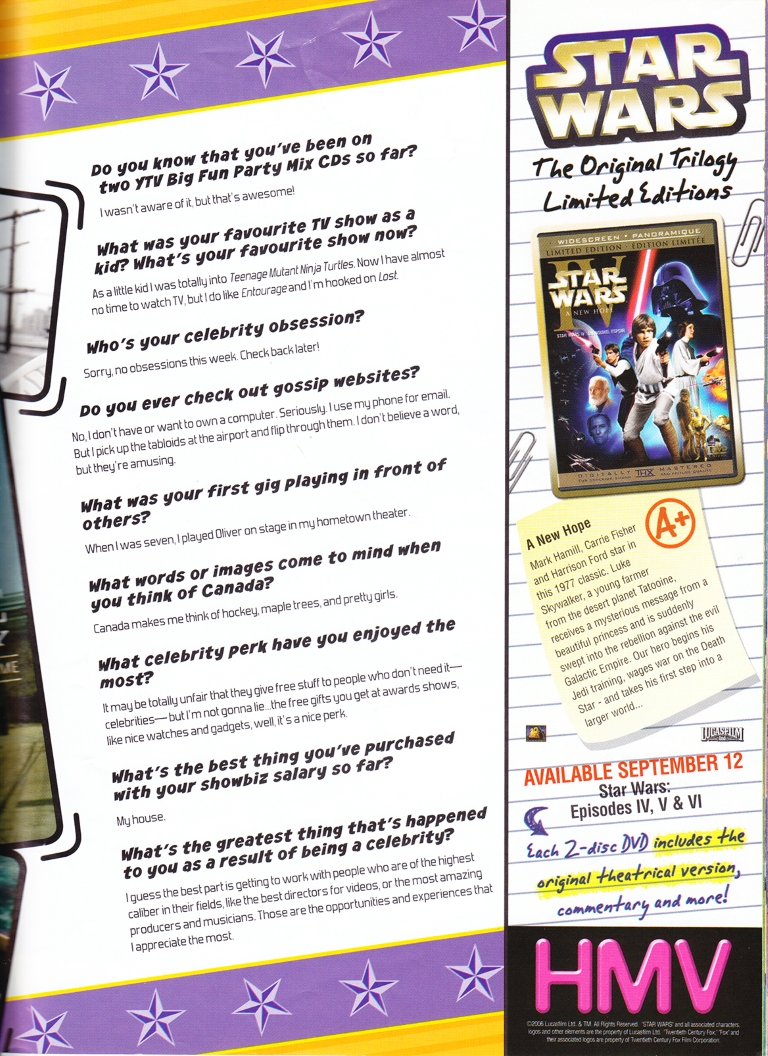 Do you know that you've been on
two YTV Big Fun Party Mix CDs so far?
I wasn't aware of it, but that's awesome!
What was your favourite TV show as a
kid? What's your favourite show now?
As a little kid I was totally into Teenage Mutant Ninja Turtles. Now I have almost
no time to watch TV, but I do like Entourage and I'm hooked on Lost.
Who's your celebrity obsession?
Sorry, no obsessions this week. Check back later!
Do you ever check out gossip websites?
No, I don't have or want to own a computer. Seriously. I use my phone for email.
But I pick up the tabloids at the airport and flip through them. I don't believe a word,
but they're amusing.
What was your first gig playing in front of
others?
When I was seven, I played Oliver on stage in my hometown theater.
What words or images come to mind when
you think of Canada?
Canada makes me think of hockey, maple trees, and pretty girls.
What celebrity perk have you enjoyed the
most?
It may be totally unfair that they give free stuff to people who don't need it—
celebrities—but I'm not gonna lie...the free gifts you get at awards shows,
like nice watches and gadgets, well, it's a nice perk.
What's the best thing you've purchased
with your showbiz salary so far?
My house.
What's the greatest thing that's happened
to you as a result of being a celebrity?
I guess the best part is getting to work with people who are of the highest
caliber in their fields, like the best directors for videos, or the most amazing
producers and musicians. Those are the opportunities and experiences that
I appreciate the most.
STAR
WARS
The Original Trilogy
Limited Editions
WIDESCREEN • PANORAMIQUE
LIMITED EDITION · EDITION LIMITÉE
IV
STAR
WARS
A NEW HOPE
DIGITALLY THX MASTERED
A New Hope
A+
Mark Hamill, Carrie Fisher
and Harrison Ford star in
this 1977 classic. Luke
Skywalker, a young farmer
from the desert planet Tatooine,
receives a mysterious message from a
beautiful princess and is suddenly
swept into the rebellion against the evil
Galactic Empire. Our hero begins his
Jedi training, wages war on the Death
Star - and takes his first step into a
larger world...
LUCASFILM
AVAILABLE SEPTEMBER 12
Star Wars:
Episodes IV, V & VI
Each 2-disc DVD includes the
original theatrical version,
commentary and more!
HMV
©2006 Lucasfilm Ltd. & TM. All Rights Reserved. "STAR WARS" and all associated characters,
logos and other elements are the property of Lucasfilm Ltd. "Twentieth Century Fox," "Fox" and
their associated logos are property of Twentieth Century Fox Film Corporation.